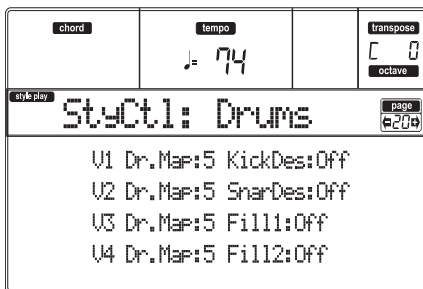 chord tempo transpose
♩= 74 C 0
octave
style play
StyCtl: Drums page
20
V1 Dr.Map:5 KickDes:Off
V2 Dr.Map:5 SnarDes:Off
V3 Dr.Map:5 Fill1:Off
V4 Dr.Map:5 Fill2:Off